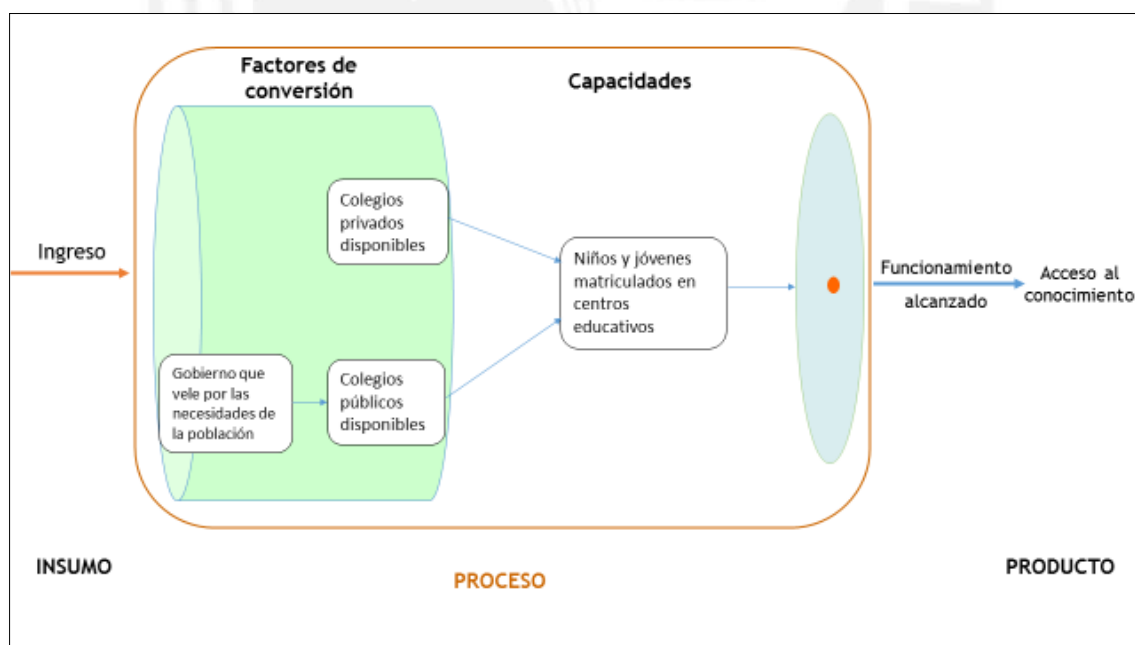 Factores de
conversión
Capacidades
Colegios
privados
disponibles
Ingreso
Niños y jóvenes
matriculados en
centros
educativos
Funcionamiento
alcanzado
Acceso al
conocimiento
Gobierno que
vele por las
necesidades de
la población
Colegios
públicos
disponibles
INSUMO
PROCESO
PRODUCTO